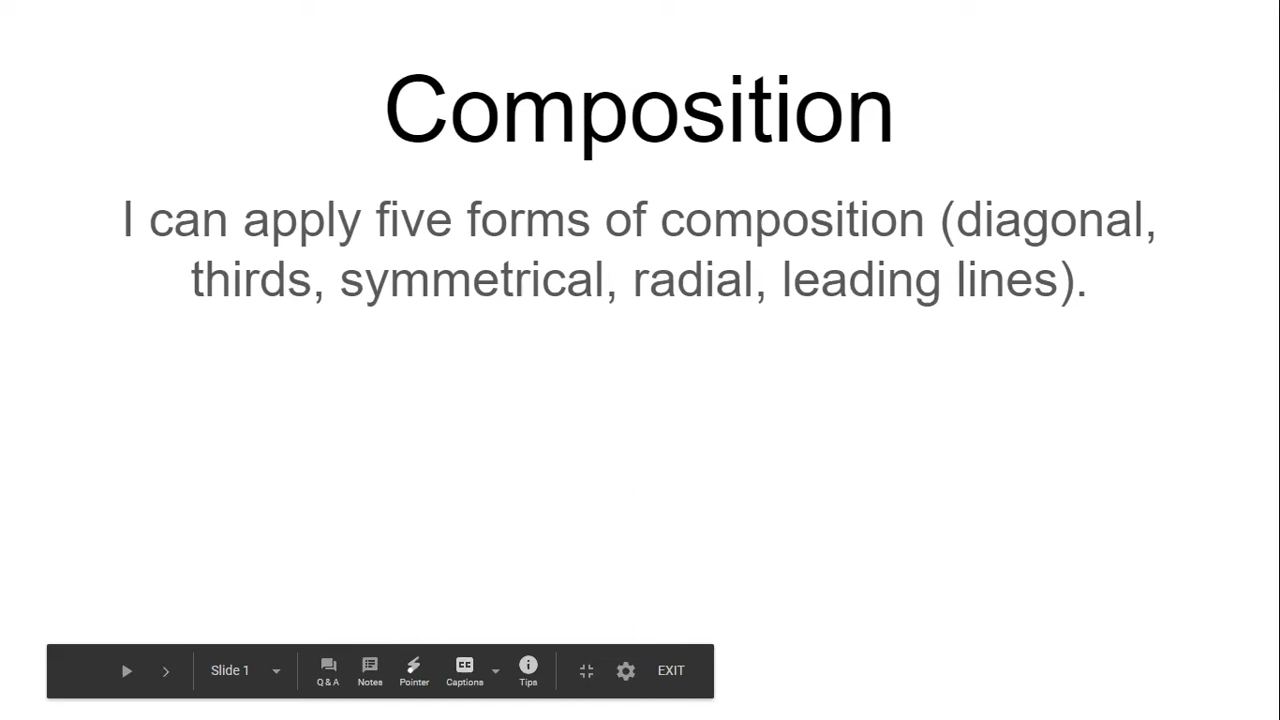 Composition
I can apply five forms of composition (diagonal,
thirds, symmetrical, radial, leading lines).
Slide 1
Q & A
Notes
Pointer
CC
Captions
Tips
EXIT